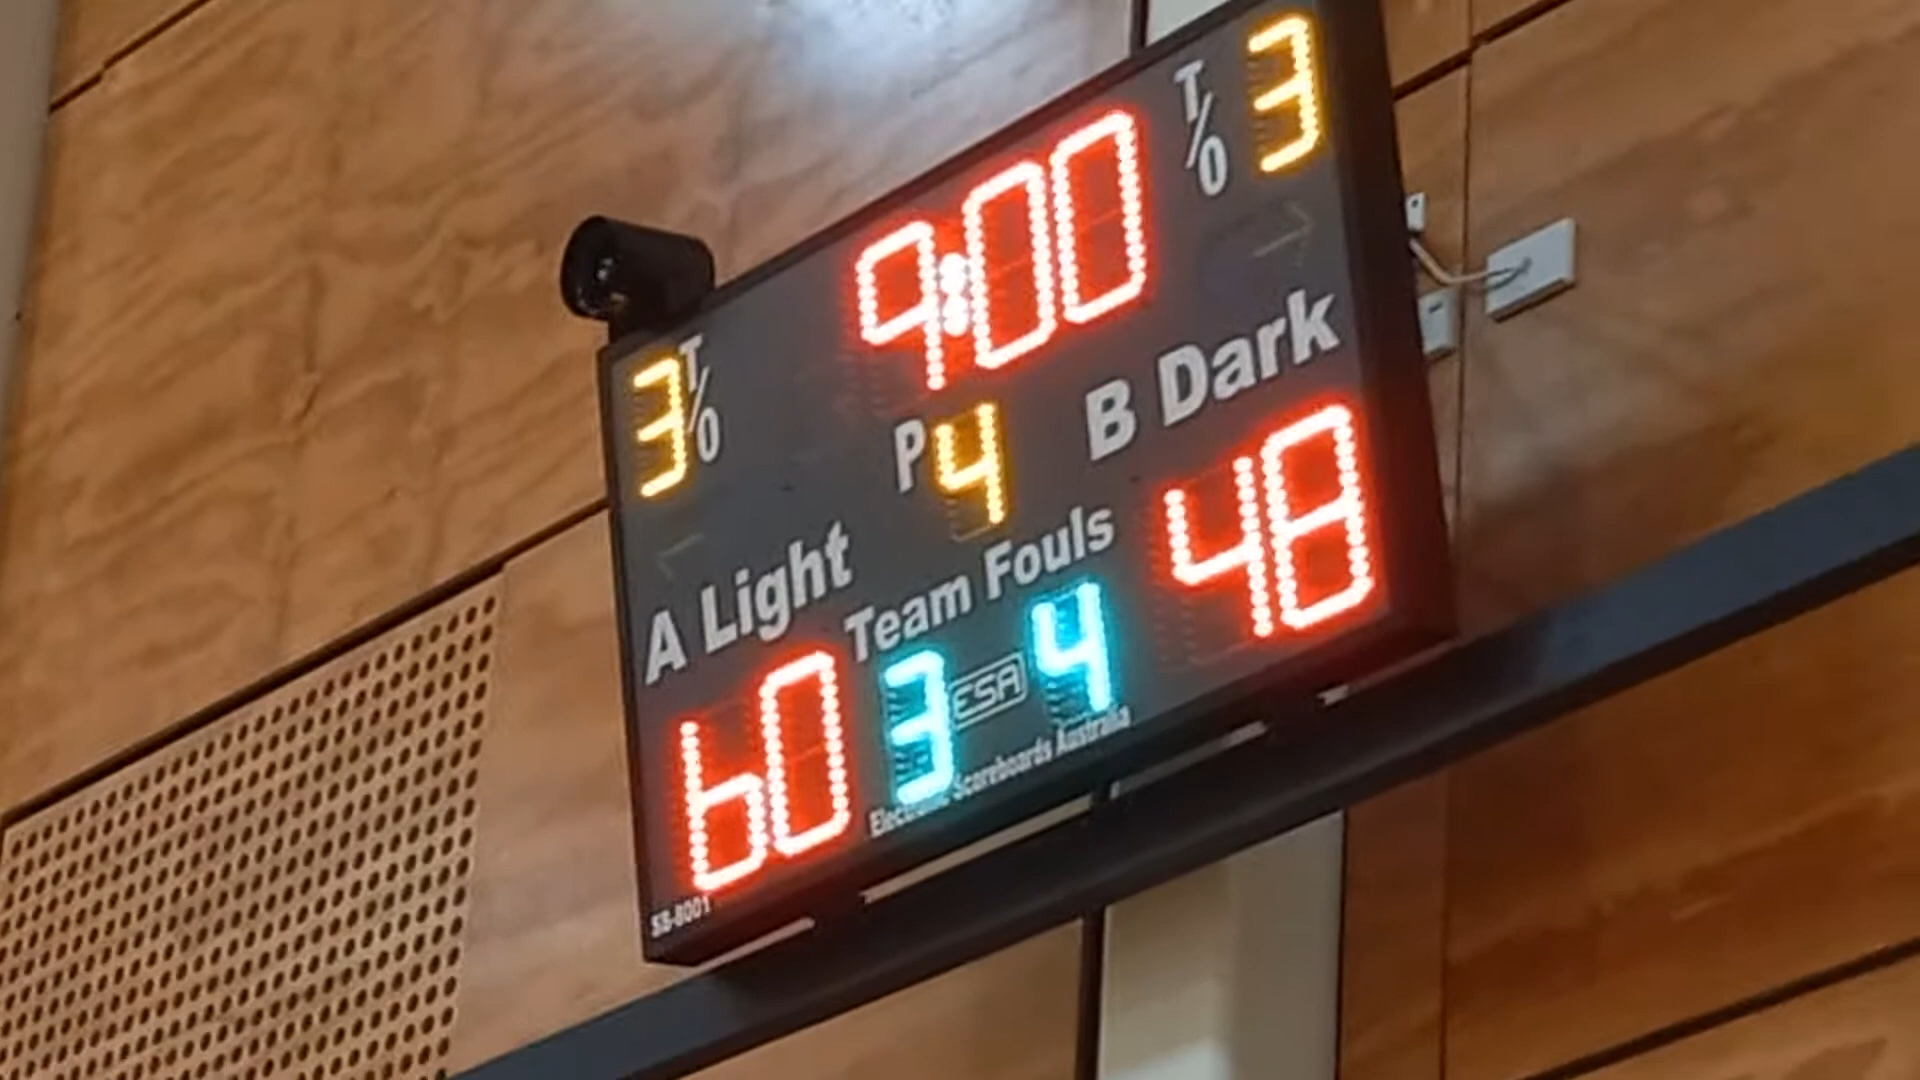 T/O 3
9:00
3 T/O
P 4
B Dark
A Light
Team Fouls
48
60
3 ESA 4
Electronic Scoreboards Australia
SB-8001